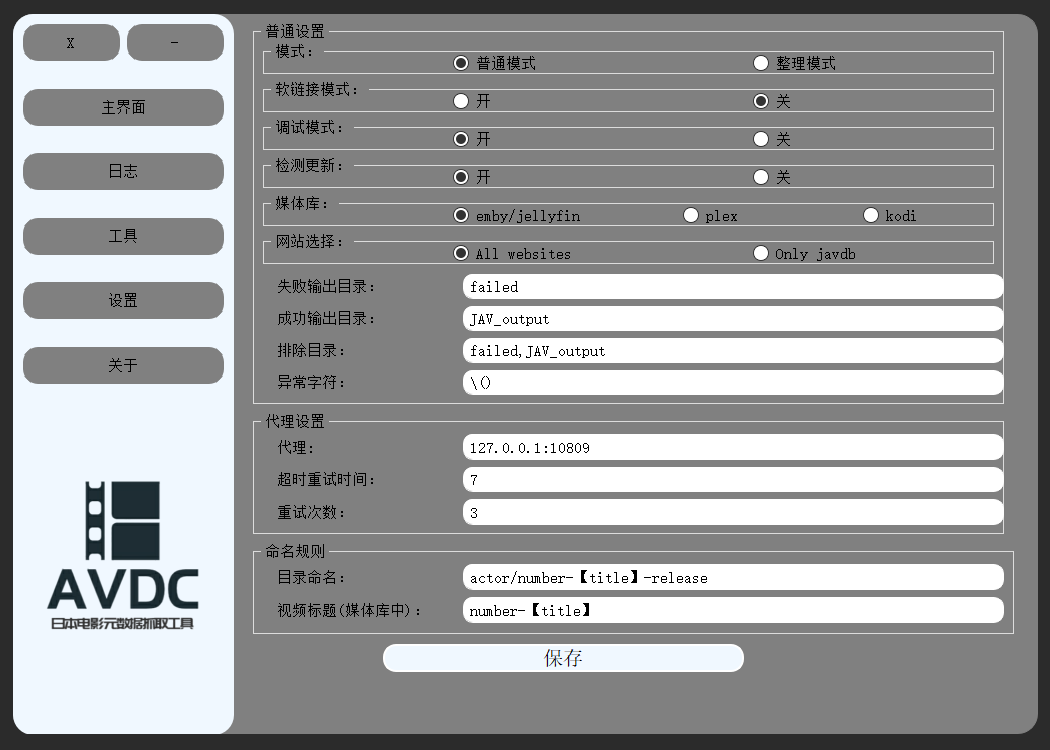 X -
主界面
日志
工具
设置
关于
AVDC
日本电影元数据抓取工具
普通设置
模式：
普通模式 整理模式
软链接模式：
开 关
调试模式：
开 关
检测更新：
开 关
媒体库：
emby/jellyfin plex kodi
网站选择：
All websites Only javdb
失败输出目录： failed
成功输出目录： JAV_output
排除目录： failed,JAV_output
异常字符： \()
代理设置
代理： 127.0.0.1:10809
超时重试时间： 7
重试次数： 3
命名规则
目录命名： actor/number-【title】-release
视频标题(媒体库中)： number-【title】
保存